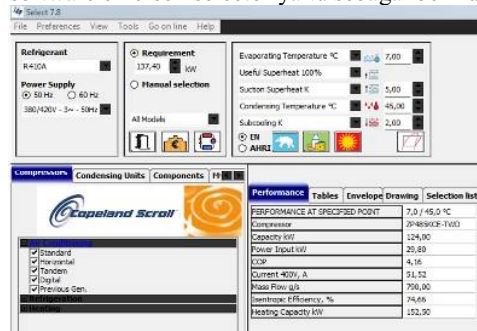 Select 7.8
File Preferences View Tools Go on line Help
Refrigerant
R410A
Power Supply
50 Hz 60 Hz
380/420V - 3~ - 50Hz
Requirement
137,40 kW
Manual selection
All Models
Evaporating Temperature °C 7,00
Useful Superheat 100%
Suction Superheat K 5,00
Condensing Temperature °C 45,00
Subcooling K 2,00
EN
AHRI
Compressors Condensing Units Components
Copeland Scroll
Air Conditioning
Standard
Horizontal
Tandem
Digital
Previous Gen.
Refrigeration
Heating
Performance Tables Envelope Drawing Selection list
PERFORMANCE AT SPECIFIED POINT 7,0 / 45,0 °C
Compressor ZP485KCE-TWD
Capacity kW 124,00
Power Input kW 29,80
COP 4,16
Current 400V, A 51,52
Mass Flow g/s 790,00
Isentropic Efficiency, % 74,66
Heating Capacity kW 152,50